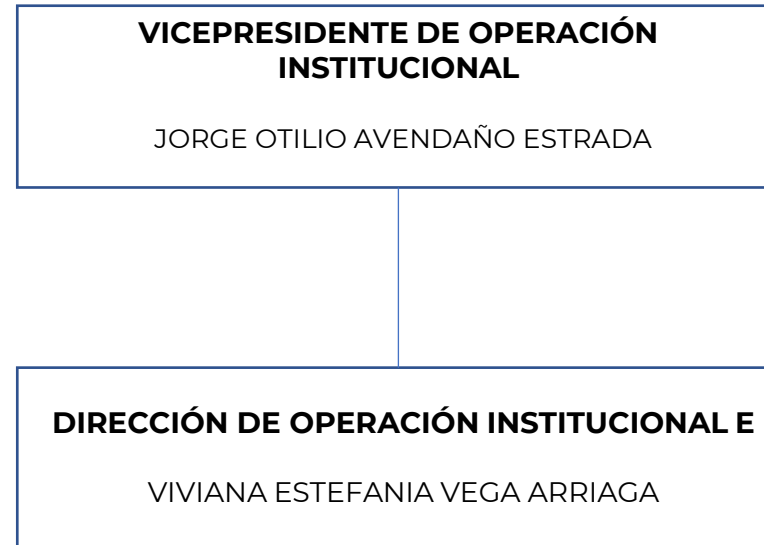 VICEPRESIDENTE DE OPERACIÓN
INSTITUCIONAL
JORGE OTILIO AVENDAÑO ESTRADA
DIRECCIÓN DE OPERACIÓN INSTITUCIONAL E
VIVIANA ESTEFANIA VEGA ARRIAGA